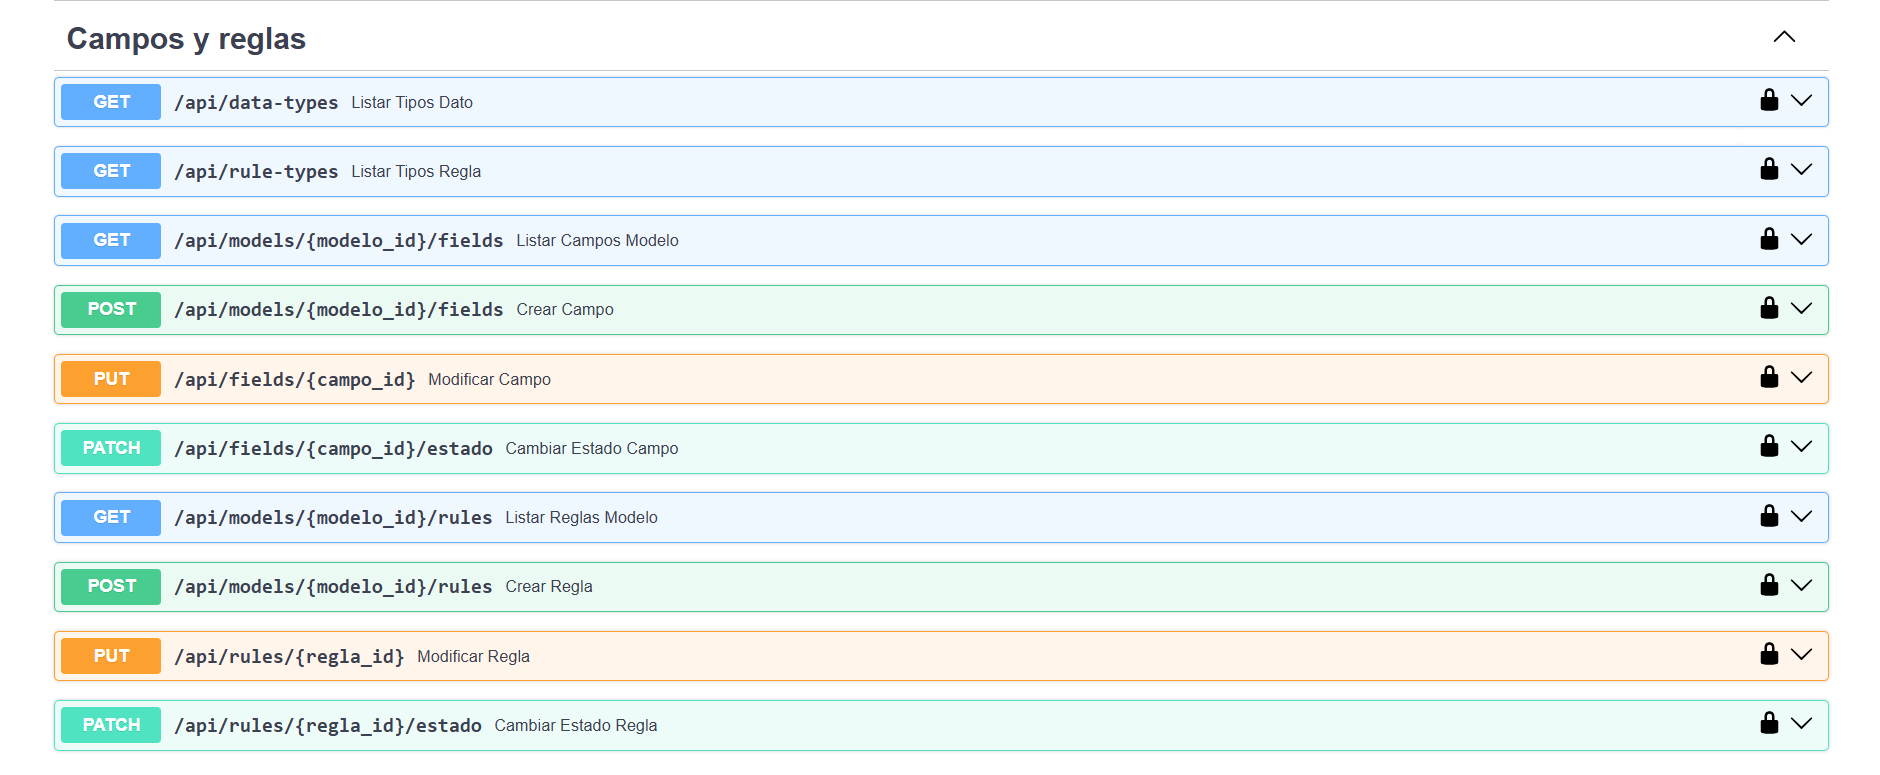 Campos y reglas
GET /api/data-types Listar Tipos Dato
GET /api/rule-types Listar Tipos Regla
GET /api/models/{modelo_id}/fields Listar Campos Modelo
POST /api/models/{modelo_id}/fields Crear Campo
PUT /api/fields/{campo_id} Modificar Campo
PATCH /api/fields/{campo_id}/estado Cambiar Estado Campo
GET /api/models/{modelo_id}/rules Listar Reglas Modelo
POST /api/models/{modelo_id}/rules Crear Regla
PUT /api/rules/{regla_id} Modificar Regla
PATCH /api/rules/{regla_id}/estado Cambiar Estado Regla